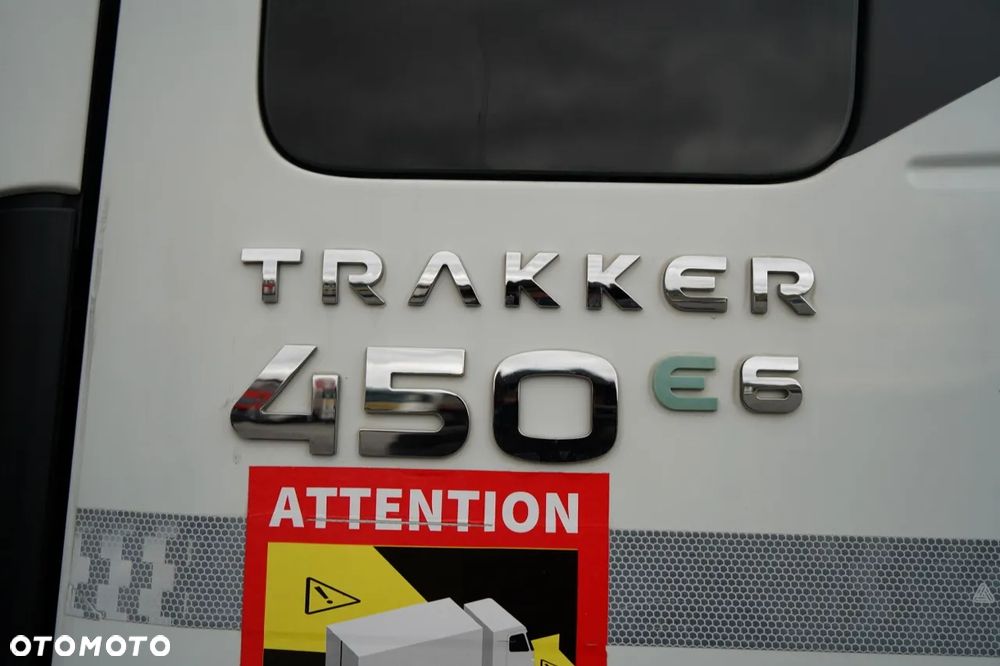 TRAKKER
450 E6
ATTENTION
OTOMOTO